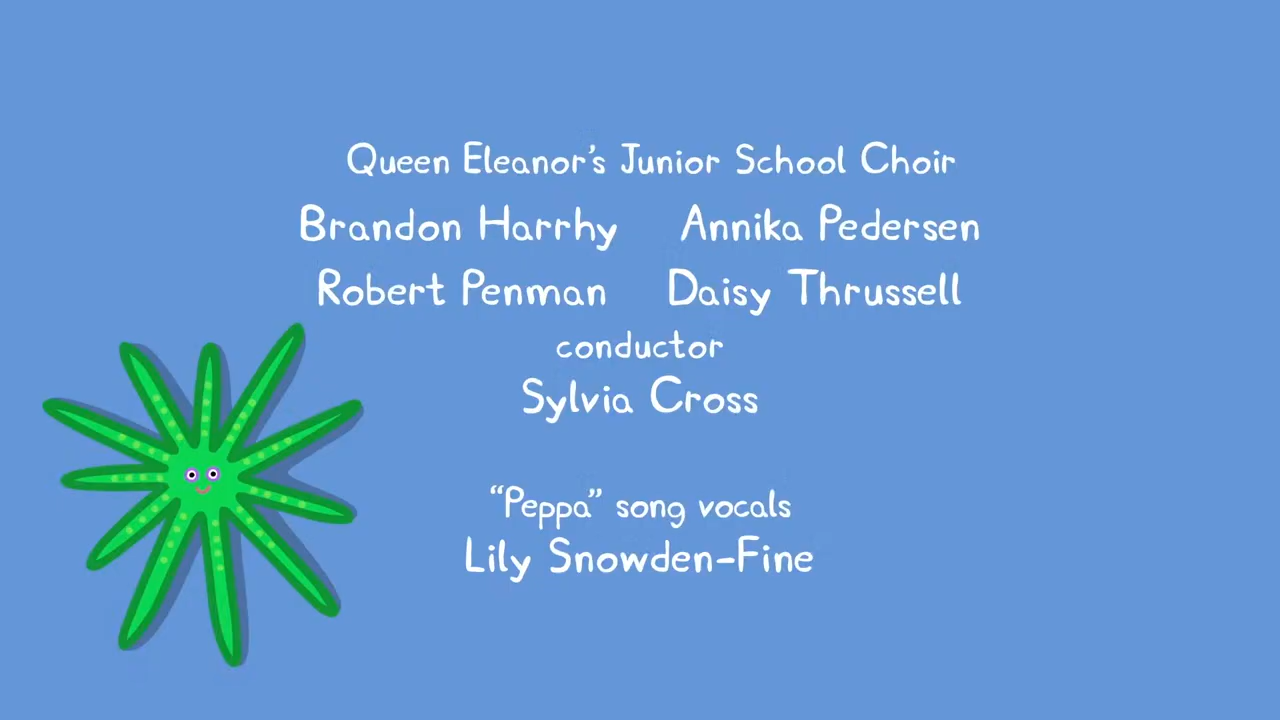 Queen Eleanor's Junior School Choir
Brandon Harrhy Annika Pedersen
Robert Penman Daisy Thrussell
conductor
Sylvia Cross
“Peppa” song vocals
Lily Snowden-Fine